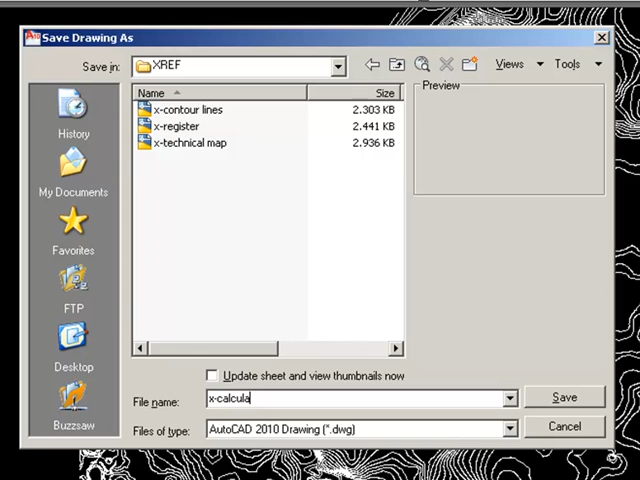 Save Drawing As
Save in: XREF Views Tools
Name Size Preview
x-contour lines 2.303 KB
x-register 2.441 KB
x-technical map 2.936 KB
History
My Documents
Favorites
FTP
Desktop
Buzzsaw
Update sheet and view thumbnails now
File name: x-calcula Save
Files of type: AutoCAD 2010 Drawing (*.dwg) Cancel